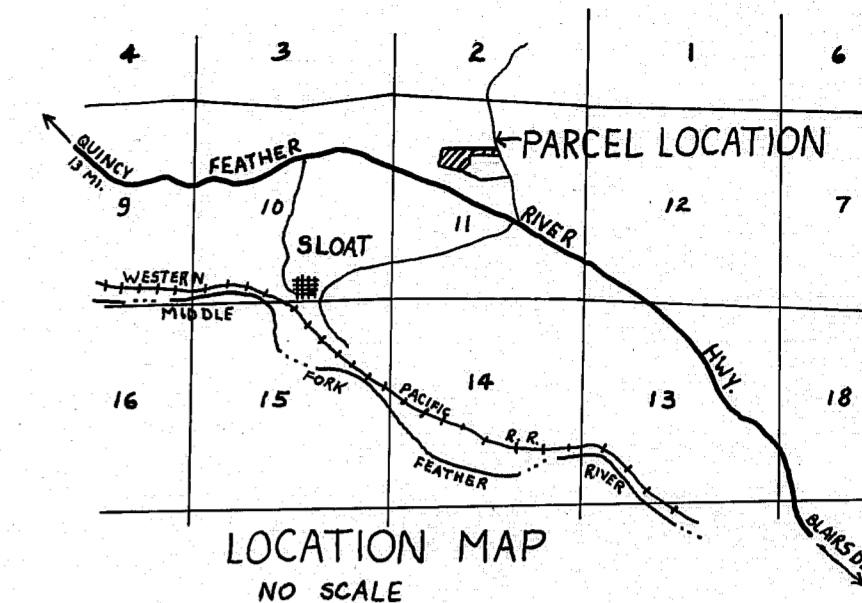 4 3 2 1 6
PARCEL LOCATION
QUINCY
13 MI.
FEATHER
RIVER
HWY.
9 10 11 12 7
SLOAT
WESTERN
MIDDLE
FORK
PACIFIC
R. R.
FEATHER
RIVER
16 15 14 13 18
LOCATION MAP
NO SCALE